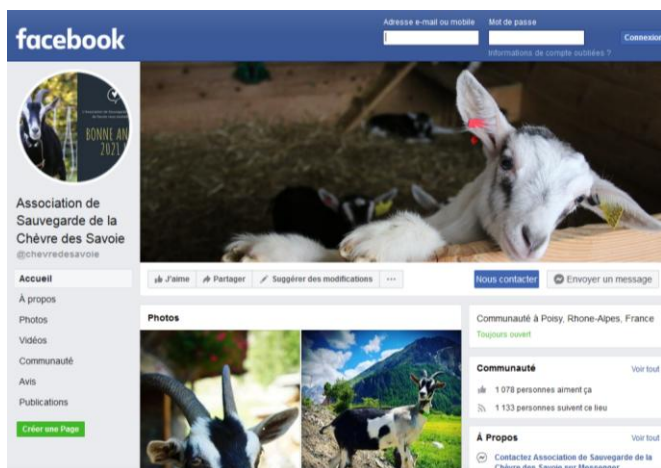 facebook
Adresse e-mail ou mobile
Mot de passe
Connexion
Informations de compte oubliées ?
BONNE AN
2021 !
Association de
Sauvegarde de la
Chèvre des Savoie
@chevredesavoie
Accueil
À propos
Photos
Vidéos
Communauté
Avis
Publications
Créer une Page
J'aime
Partager
Suggérer des modifications
Nous contacter
Envoyer un message
Photos
Communauté à Poisy, Rhone-Alpes, France
Toujours ouvert
Communauté
Voir tout
1 078 personnes aiment ça
1 133 personnes suivent ce lieu
À Propos
Voir tout
Contactez Association de Sauvegarde de la
Chèvre des Savoie sur Messenger